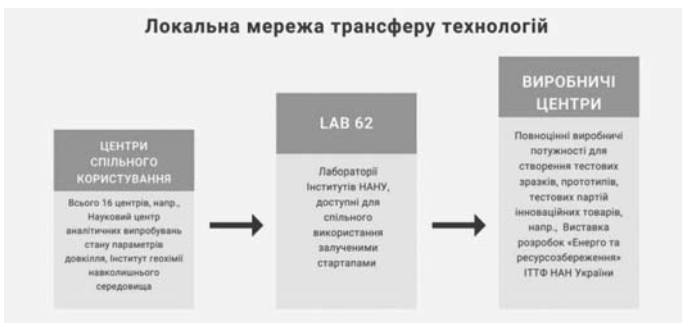 Локальна мережа трансферу технологій
ЦЕНТРИ
СПІЛЬНОГО
КОРИСТУВАННЯ
Всього 16 центрів, напр.,
Науковий центр
аналітичних випробувань
стану параметрів
довкілля, Інститут геохімії
навколишнього
середовища
LAB 62
Лабораторії
Інститутів НАНУ,
доступні для
спільного
використання
залученими
стартапами
ВИРОБНИЧІ
ЦЕНТРИ
Повноцінні виробничі
потужності для
створення тестових
зразків, прототипів,
тестових партій
інноваційних товарів,
напр., Виставка
розробок «Енерго та
ресурсозбереження»
ІТТФ НАН України